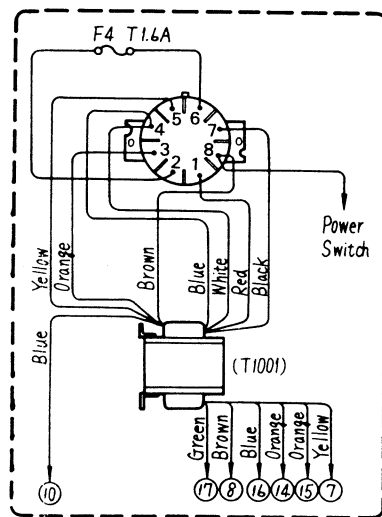 F4 T1.6A
5 6
4 7
3 8
2 1
Power
Switch
Yellow
Orange
Brown
Blue
White
Red
Black
Blue
(T1001)
Green
Brown
Blue
Orange
Orange
Yellow
10
17 8 16 14 15 7